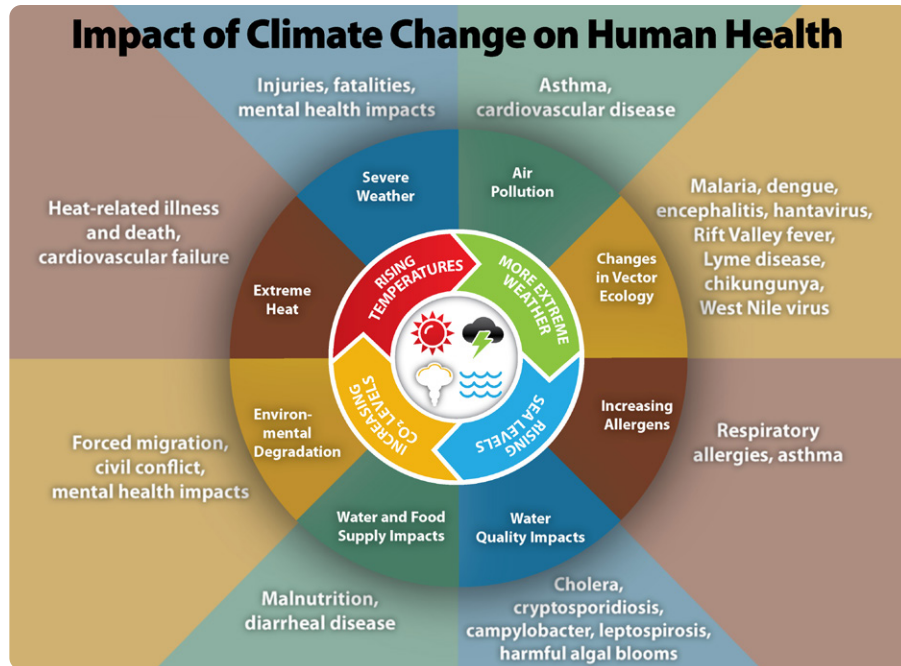 Impact of Climate Change on Human Health
Injuries, fatalities,
mental health impacts
Asthma,
cardiovascular disease
Severe
Weather
Air
Pollution
Heat-related illness
and death,
cardiovascular failure
Malaria, dengue,
encephalitis, hantavirus,
Rift Valley fever,
Lyme disease,
chikungunya,
West Nile virus
Extreme
Heat
Changes
in Vector
Ecology
RISING
TEMPERATURES
MORE EXTREME
WEATHER
INCREASING
CO₂ LEVELS
RISING
SEA LEVELS
Environ-
mental
Degradation
Increasing
Allergens
Forced migration,
civil conflict,
mental health impacts
Respiratory
allergies, asthma
Water and Food
Supply Impacts
Water
Quality Impacts
Malnutrition,
diarrheal disease
Cholera,
cryptosporidiosis,
campylobacter, leptospirosis,
harmful algal blooms